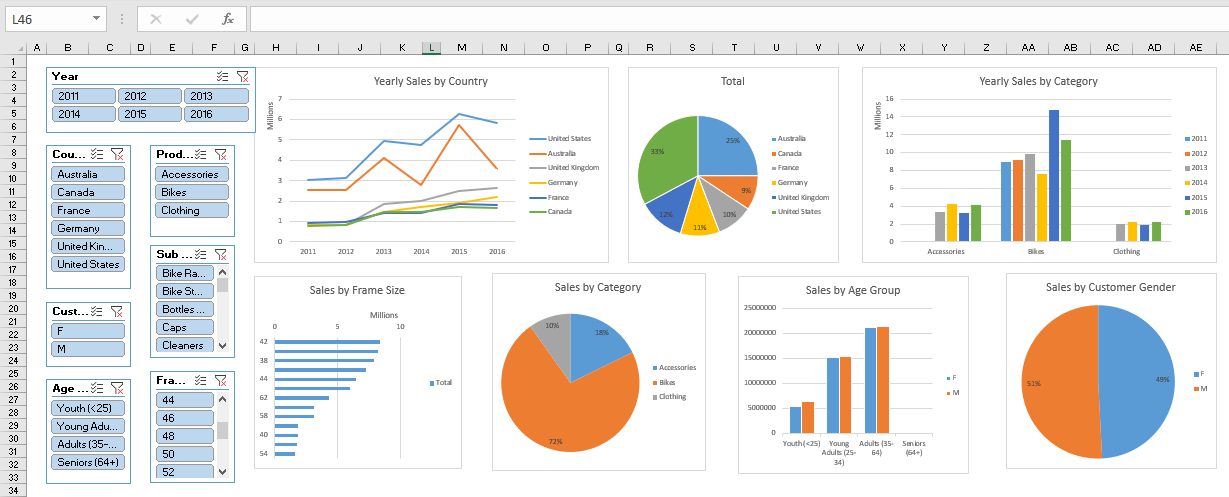 L46
fx
A B C D E F G H I J K L M N O P Q R S T U V W X Y Z AA AB AC AD AE
1
2
3
4
5
6
7
8
9
10
11
12
13
14
15
16
17
18
19
20
21
22
23
24
25
26
27
28
29
30
31
32
33
34
Year
2011 2012 2013
2014 2015 2016
Cou...
Australia
Canada
France
Germany
United Kin...
United States
Prod...
Accessories
Bikes
Clothing
Sub ...
Bike Ra...
Bike St...
Bottles ...
Caps
Cleaners
Cust...
F
M
Age ...
Youth (<25)
Young Adu...
Adults (35-...
Seniors (64+)
Fra...
44
46
48
50
52
Yearly Sales by Country
Millions
7
6
5
4
3
2
1
0
2011 2012 2013 2014 2015 2016
United States
Australia
United Kingdom
Germany
France
Canada
Total
25%
9%
10%
11%
12%
33%
Australia
Canada
France
Germany
United Kingdom
United States
Yearly Sales by Category
Millions
16
14
12
10
8
6
4
2
0
Accessories Bikes Clothing
2011
2012
2013
2014
2015
2016
Sales by Frame Size
Millions
0 5 10
42
38
44
62
58
40
54
Total
Sales by Category
18%
72%
10%
Accessories
Bikes
Clothing
Sales by Age Group
25000000
20000000
15000000
10000000
5000000
0
Youth (<25) Young Adults (35- Seniors
Adults (25- 64) (64+)
34)
F
M
Sales by Customer Gender
49%
51%
F
M